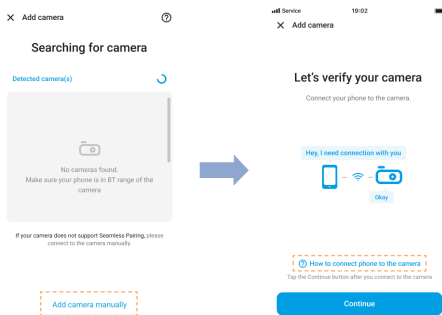 Add camera
Searching for camera
Detected camera(s)
No cameras found.
Make sure your phone is in BT range of the
camera
If your camera does not support Seamless Pairing, please
connect to the camera manually.
Add camera manually
Service 19:02
Add camera
Let's verify your camera
Connect your phone to the camera.
Hey, I need connection with you
Okay
How to connect phone to the camera
Tap the Continue button after you connect to the camera
Continue